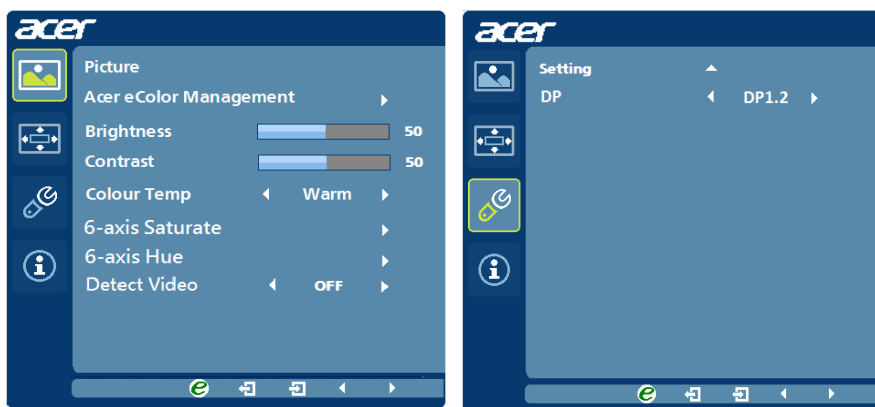 acer
Picture
Acer eColor Management
Brightness 50
Contrast 50
Colour Temp Warm
6-axis Saturate
6-axis Hue
Detect Video OFF
e
acer
Setting
DP DP1.2
e